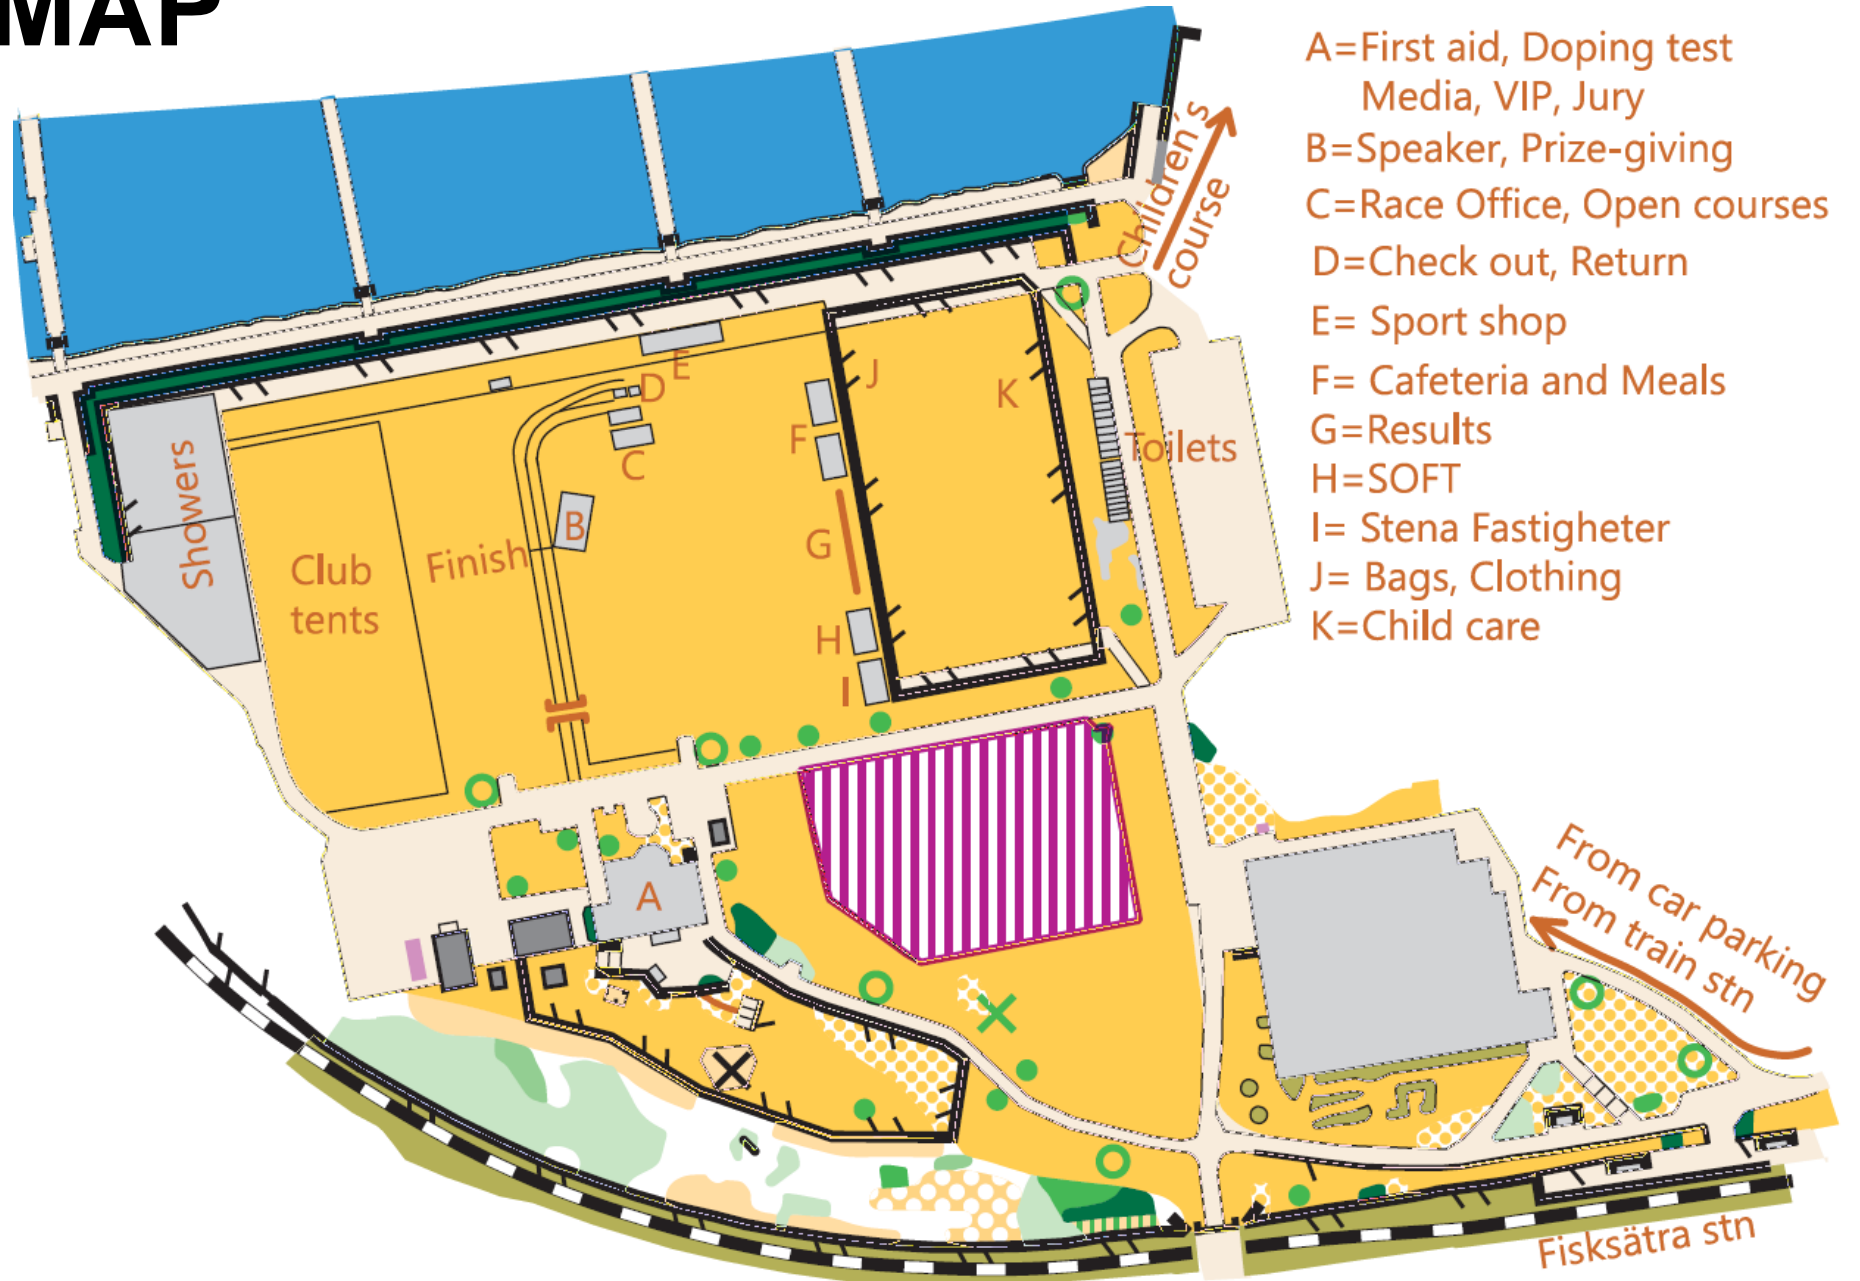 MAP
A=First aid, Doping test
Media, VIP, Jury
B=Speaker, Prize-giving
C=Race Office, Open courses
D=Check out, Return
E= Sport shop
F= Cafeteria and Meals
G=Results
H=SOFT
I= Stena Fastigheter
J= Bags, Clothing
K=Child care
Children´s
course
E
D
J
K
F
C
Toilets
Showers
B
G
Club
tents
Finish
H
I
A
From car parking
From train stn
Fisksätra stn